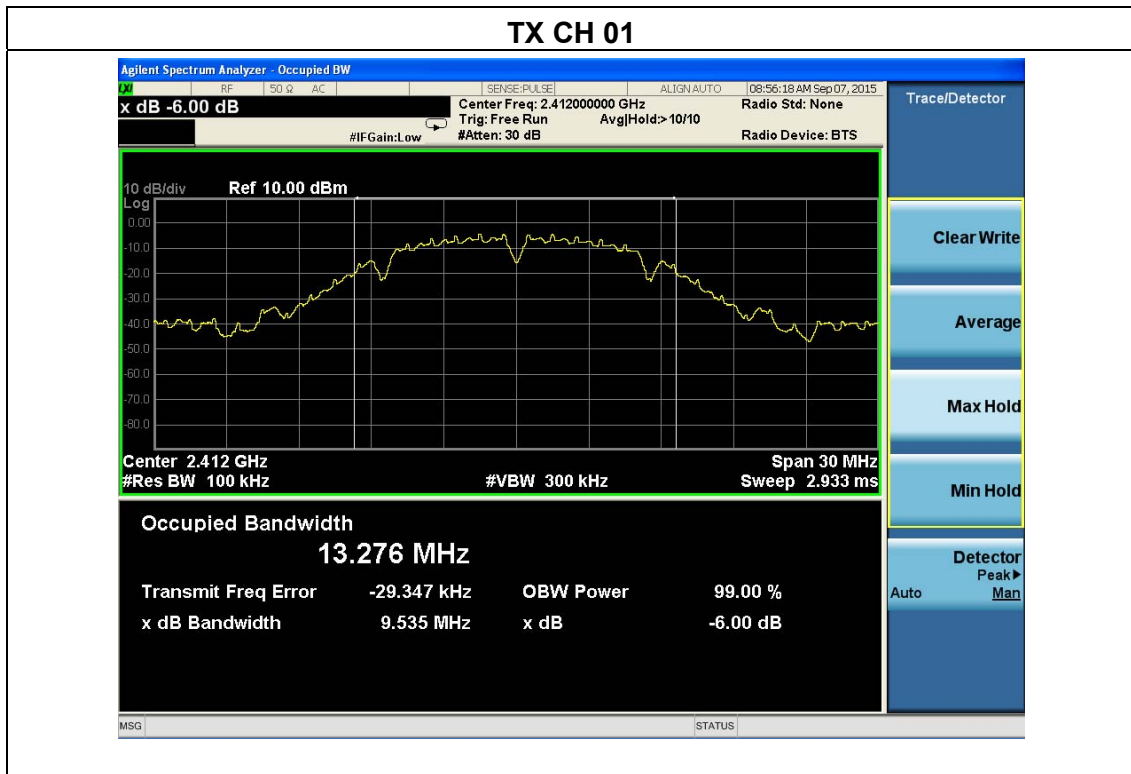 TX CH 01
Agilent Spectrum Analyzer - Occupied BW
LXI RF 50 Ω AC SENSE:PULSE ALIGN AUTO 08:56:18 AM Sep 07, 2015
x dB -6.00 dB
Center Freq: 2.412000000 GHz Radio Std: None
Trig: Free Run Avg|Hold:> 10/10
#IFGain:Low #Atten: 30 dB Radio Device: BTS
10 dB/div Ref 10.00 dBm
Log
0.00
-10.0
-20.0
-30.0
-40.0
-50.0
-60.0
-70.0
-80.0
Center 2.412 GHz Span 30 MHz
#Res BW 100 kHz #VBW 300 kHz Sweep 2.933 ms
Occupied Bandwidth
13.276 MHz
Transmit Freq Error -29.347 kHz OBW Power 99.00 %
x dB Bandwidth 9.535 MHz x dB -6.00 dB
MSG STATUS
Trace/Detector
Clear Write
Average
Max Hold
Min Hold
Detector
Peak▶
Auto Man